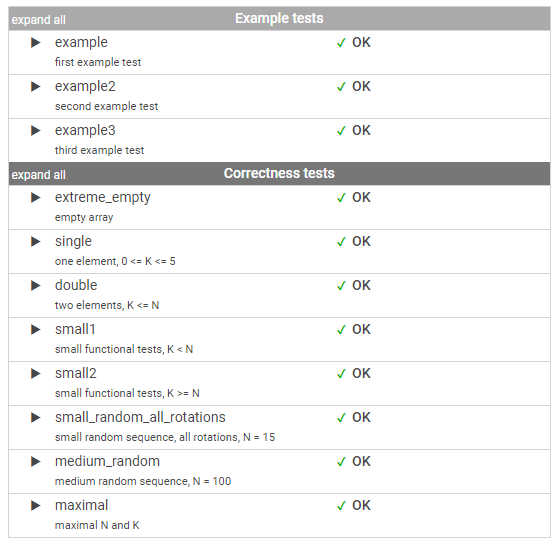 expand all Example tests
example OK
first example test
example2 OK
second example test
example3 OK
third example test
expand all Correctness tests
extreme_empty OK
empty array
single OK
one element, 0 <= K <= 5
double OK
two elements, K <= N
small1 OK
small functional tests, K < N
small2 OK
small functional tests, K >= N
small_random_all_rotations OK
small random sequence, all rotations, N = 15
medium_random OK
medium random sequence, N = 100
maximal OK
maximal N and K